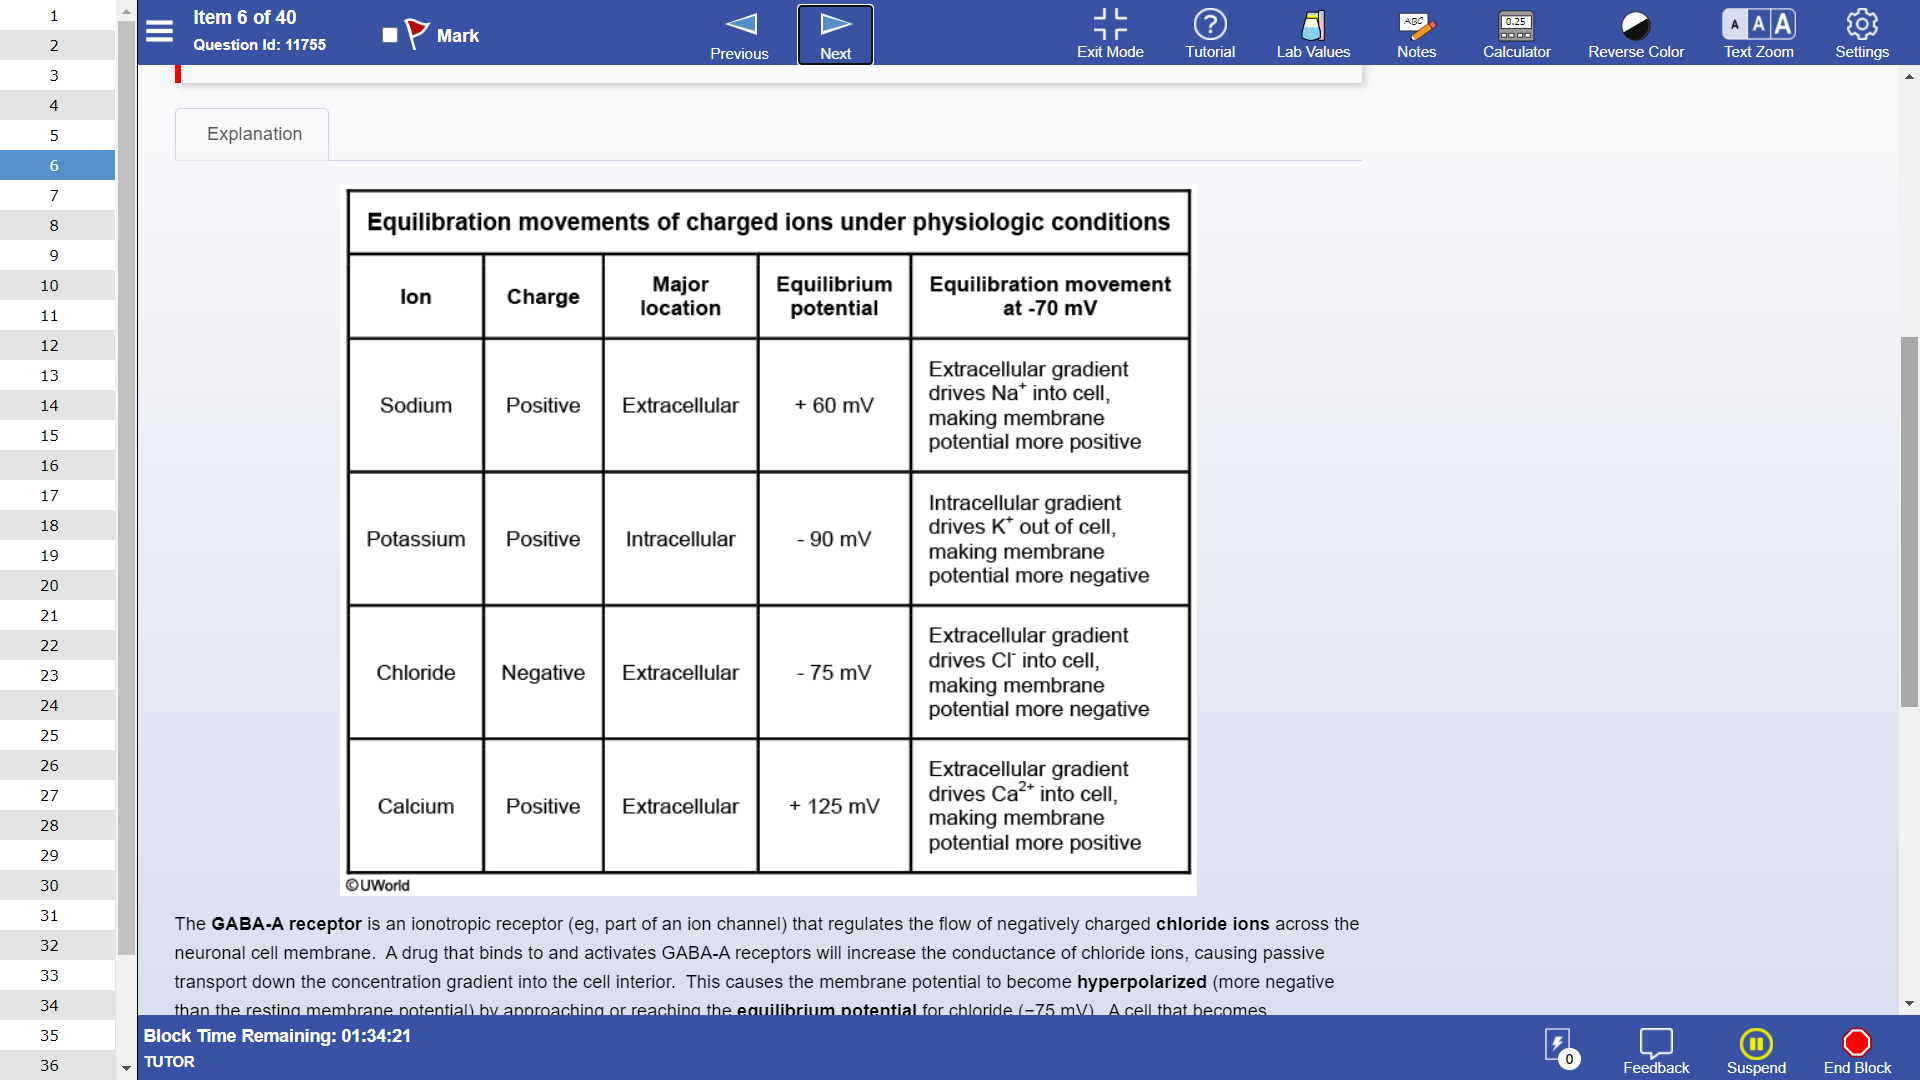 Item 6 of 40
Question Id: 11755
Mark
Previous
Next
Exit Mode
Tutorial
Lab Values
ABC
Notes
0.25
Calculator
Reverse Color
A A A
Text Zoom
Settings
1
2
3
4
5
6
7
8
9
10
11
12
13
14
15
16
17
18
19
20
21
22
23
24
25
26
27
28
29
30
31
32
33
34
35
36
Explanation
Equilibration movements of charged ions under physiologic conditions
Ion
Charge
Major
location
Equilibrium
potential
Equilibration movement
at -70 mV
Sodium
Positive
Extracellular
+ 60 mV
Extracellular gradient
drives Na⁺ into cell,
making membrane
potential more positive
Potassium
Positive
Intracellular
- 90 mV
Intracellular gradient
drives K⁺ out of cell,
making membrane
potential more negative
Chloride
Negative
Extracellular
- 75 mV
Extracellular gradient
drives Cl⁻ into cell,
making membrane
potential more negative
Calcium
Positive
Extracellular
+ 125 mV
Extracellular gradient
drives Ca²⁺ into cell,
making membrane
potential more positive
©UWorld
The GABA-A receptor is an ionotropic receptor (eg, part of an ion channel) that regulates the flow of negatively charged chloride ions across the
neuronal cell membrane. A drug that binds to and activates GABA-A receptors will increase the conductance of chloride ions, causing passive
transport down the concentration gradient into the cell interior. This causes the membrane potential to become hyperpolarized (more negative
than the resting membrane potential) by approaching or reaching the equilibrium potential for chloride (−75 mV). A cell that becomes
Block Time Remaining: 01:34:21
TUTOR
0
Feedback
Suspend
End Block